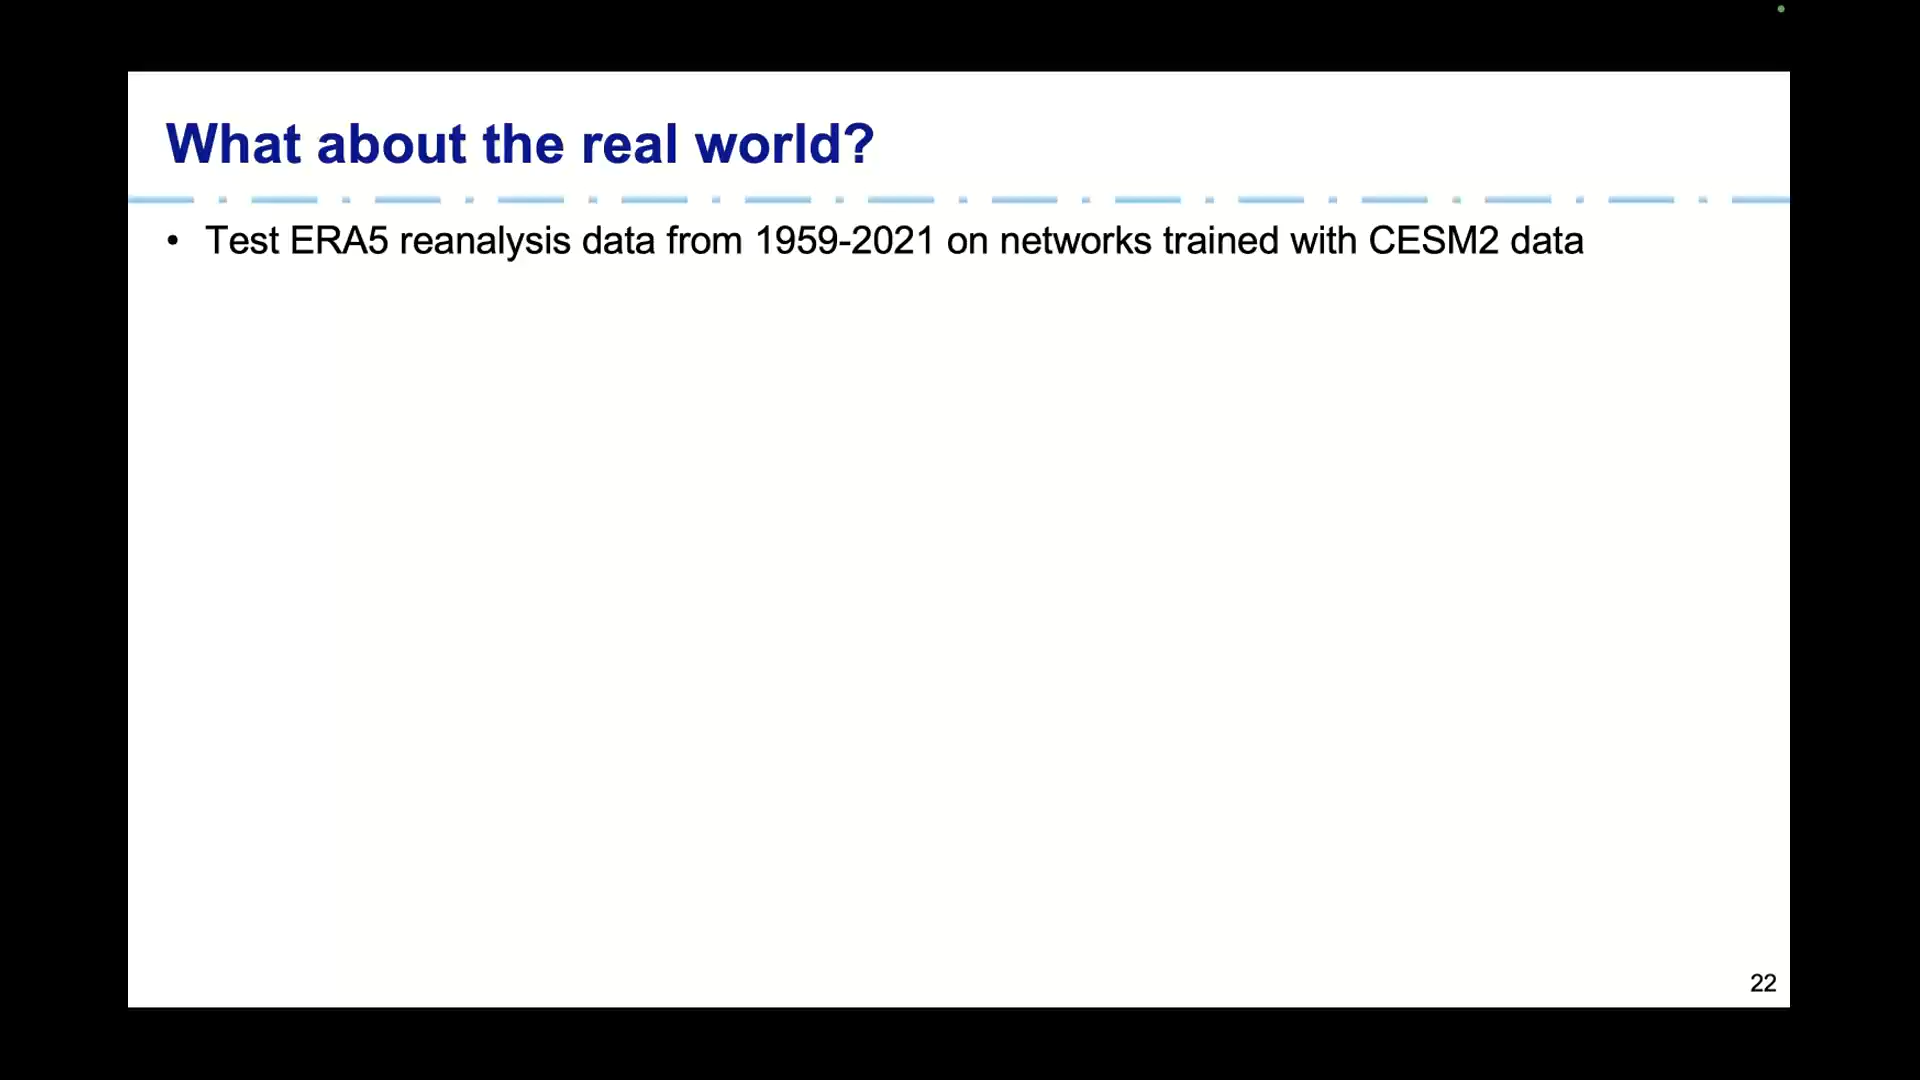 What about the real world?
• Test ERA5 reanalysis data from 1959-2021 on networks trained with CESM2 data
22